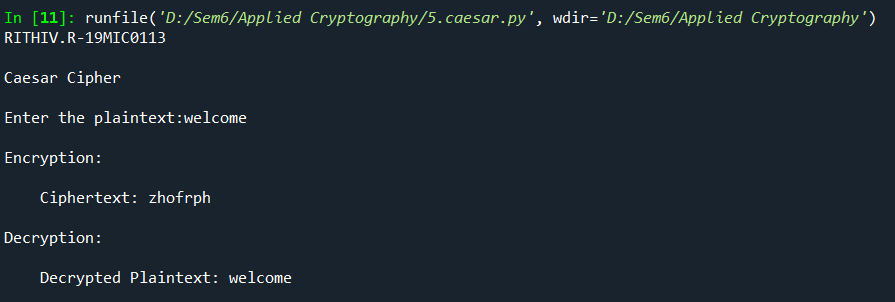 In [11]: runfile('D:/Sem6/Applied Cryptography/5.caesar.py', wdir='D:/Sem6/Applied Cryptography')
RITHIV.R-19MIC0113
Caesar Cipher
Enter the plaintext:welcome
Encryption:
Ciphertext: zhofrph
Decryption:
Decrypted Plaintext: welcome